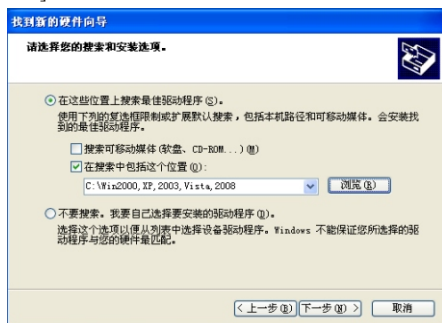 找到新的硬件向导
请选择您的搜索和安装选项。
在这些位置上搜索最佳驱动程序(S)。
使用下列的复选框限制或扩展默认搜索，包括本机路径和可移动媒体。会安装找
到的最佳驱动程序。
搜索可移动媒体(软盘、CD-ROM...)(M)
在搜索中包括这个位置(O):
C:\Win2000,XP,2003,Vista,2008
浏览(R)
不要搜索。我要自己选择要安装的驱动程序(D)。
选择这个选项以便从列表中选择设备驱动程序。Windows 不能保证您所选择的驱
动程序与您的硬件最匹配。
< 上一步(B) 下一步(N) > 取消